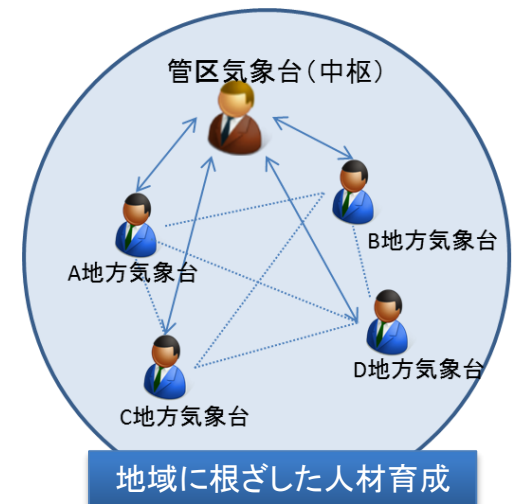 管区気象台（中枢）
B地方気象台
A地方気象台
D地方気象台
C地方気象台
地域に根ざした人材育成